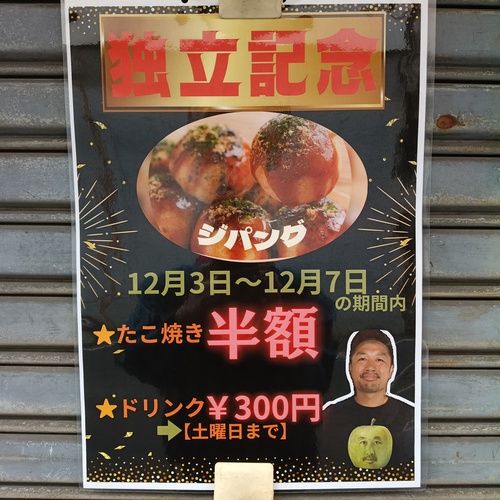 独立記念
ジパング
12月3日～12月7日
の期間内
★たこ焼き半額
★ドリンク￥300円
➡【土曜日まで】